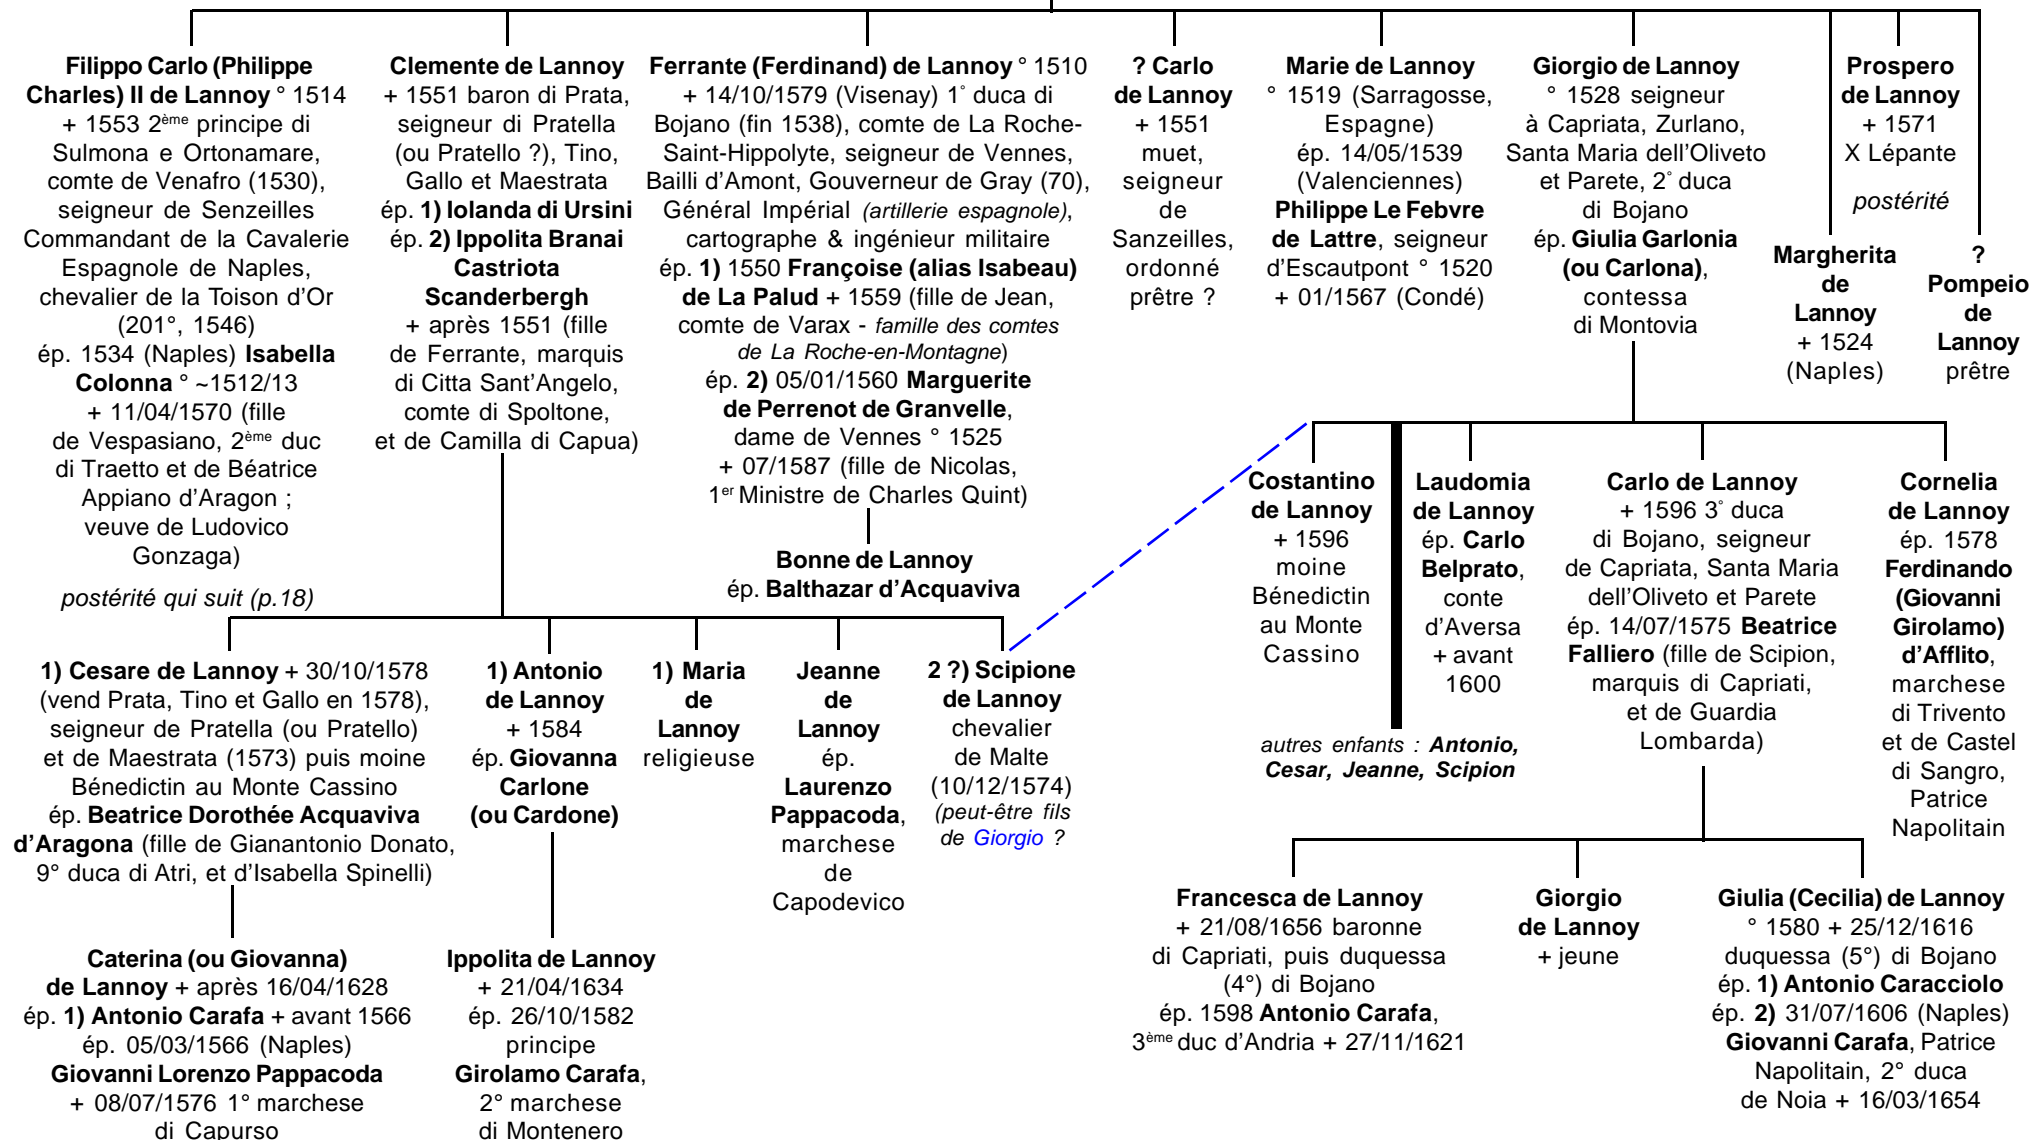 Filippo Carlo (Philippe
Charles) II de Lannoy ° 1514
+ 1553 2ème principe di
Sulmona e Ortonamare,
comte de Venafro (1530),
seigneur de Senzeilles
Commandant de la Cavalerie
Espagnole de Naples,
chevalier de la Toison d'Or
(201°, 1546)
ép. 1534 (Naples) Isabella
Colonna ° ~1512/13
+ 11/04/1570 (fille
de Vespasiano, 2ème duc
di Traetto et de Béatrice
Appiano d'Aragon ;
veuve de Ludovico
Gonzaga)
postérité qui suit (p.18)
Clemente de Lannoy
+ 1551 baron di Prata,
seigneur di Pratella
(ou Pratello ?), Tino,
Gallo et Maestrata
ép. 1) Iolanda di Ursini
ép. 2) Ippolita Branai
Castriota
Scanderbergh
+ après 1551 (fille
de Ferrante, marquis
di Citta Sant'Angelo,
comte di Spoltone,
et de Camilla di Capua)
Ferrante (Ferdinand) de Lannoy ° 1510
+ 14/10/1579 (Visenay) 1° duca di
Bojano (fin 1538), comte de La Roche-
Saint-Hippolyte, seigneur de Vennes,
Bailli d'Amont, Gouverneur de Gray (70),
Général Impérial (artillerie espagnole),
cartographe & ingénieur militaire
ép. 1) 1550 Françoise (alias Isabeau)
de La Palud + 1559 (fille de Jean,
comte de Varax - famille des comtes
de La Roche-en-Montagne)
ép. 2) 05/01/1560 Marguerite
de Perrenot de Granvelle,
dame de Vennes ° 1525
+ 07/1587 (fille de Nicolas,
1er Ministre de Charles Quint)
Bonne de Lannoy
ép. Balthazar d'Acquaviva
? Carlo
de Lannoy
+ 1551
muet,
seigneur
de
Sanzeilles,
ordonné
prêtre ?
Marie de Lannoy
° 1519 (Sarragosse,
Espagne)
ép. 14/05/1539
(Valenciennes)
Philippe Le Febvre
de Lattre, seigneur
d'Escautpont ° 1520
+ 01/1567 (Condé)
Giorgio de Lannoy
° 1528 seigneur
à Capriata, Zurlano,
Santa Maria dell'Oliveto
et Parete, 2° duca
di Bojano
ép. Giulia Garlonia
(ou Carlona),
contessa
di Montovia
Margherita
de
Lannoy
+ 1524
(Naples)
Prospero
de Lannoy
+ 1571
X Lépante
postérité
?
Pompeio
de
Lannoy
prêtre
1) Cesare de Lannoy + 30/10/1578
(vend Prata, Tino et Gallo en 1578),
seigneur de Pratella (ou Pratello)
et de Maestrata (1573) puis moine
Bénedictin au Monte Cassino
ép. Beatrice Dorothée Acquaviva
d'Aragona (fille de Gianantonio Donato,
9° duca di Atri, et d'Isabella Spinelli)
1) Antonio
de Lannoy
+ 1584
ép. Giovanna
Carlone
(ou Cardone)
1) Maria
de
Lannoy
religieuse
Jeanne
de
Lannoy
ép.
Laurenzo
Pappacoda,
marchese
de
Capodevico
2 ?) Scipione
de Lannoy
chevalier
de Malte
(10/12/1574)
(peut-être fils
de Giorgio ?
Costantino
de Lannoy
+ 1596
moine
Bénedictin
au Monte
Cassino
Laudomia
de Lannoy
ép. Carlo
Belprato,
conte
d'Aversa
+ avant
1600
autres enfants : Antonio,
Cesar, Jeanne, Scipion
Carlo de Lannoy
+ 1596 3° duca
di Bojano, seigneur
de Capriata, Santa Maria
dell'Oliveto et Parete
ép. 14/07/1575 Beatrice
Falliero (fille de Scipion,
marquis di Capriati,
et de Guardia
Lombarda)
Cornelia
de Lannoy
ép. 1578
Ferdinando
(Giovanni
Girolamo)
d'Afflito,
marchese
di Trivento
et de Castel
di Sangro,
Patrice
Napolitain
Caterina (ou Giovanna)
de Lannoy + après 16/04/1628
ép. 1) Antonio Carafa + avant 1566
ép. 05/03/1566 (Naples)
Giovanni Lorenzo Pappacoda
+ 08/07/1576 1° marchese
di Capurso
Ippolita de Lannoy
+ 21/04/1634
ép. 26/10/1582
principe
Girolamo Carafa,
2° marchese
di Montenero
Francesca de Lannoy
+ 21/08/1656 baronne
di Capriati, puis duquessa
(4°) di Bojano
ép. 1598 Antonio Carafa,
3ème duc d'Andria + 27/11/1621
Giorgio
de Lannoy
+ jeune
Giulia (Cecilia) de Lannoy
° 1580 + 25/12/1616
duquessa (5°) di Bojano
ép. 1) Antonio Caracciolo
ép. 2) 31/07/1606 (Naples)
Giovanni Carafa, Patrice
Napolitain, 2° duca
de Noia + 16/03/1654